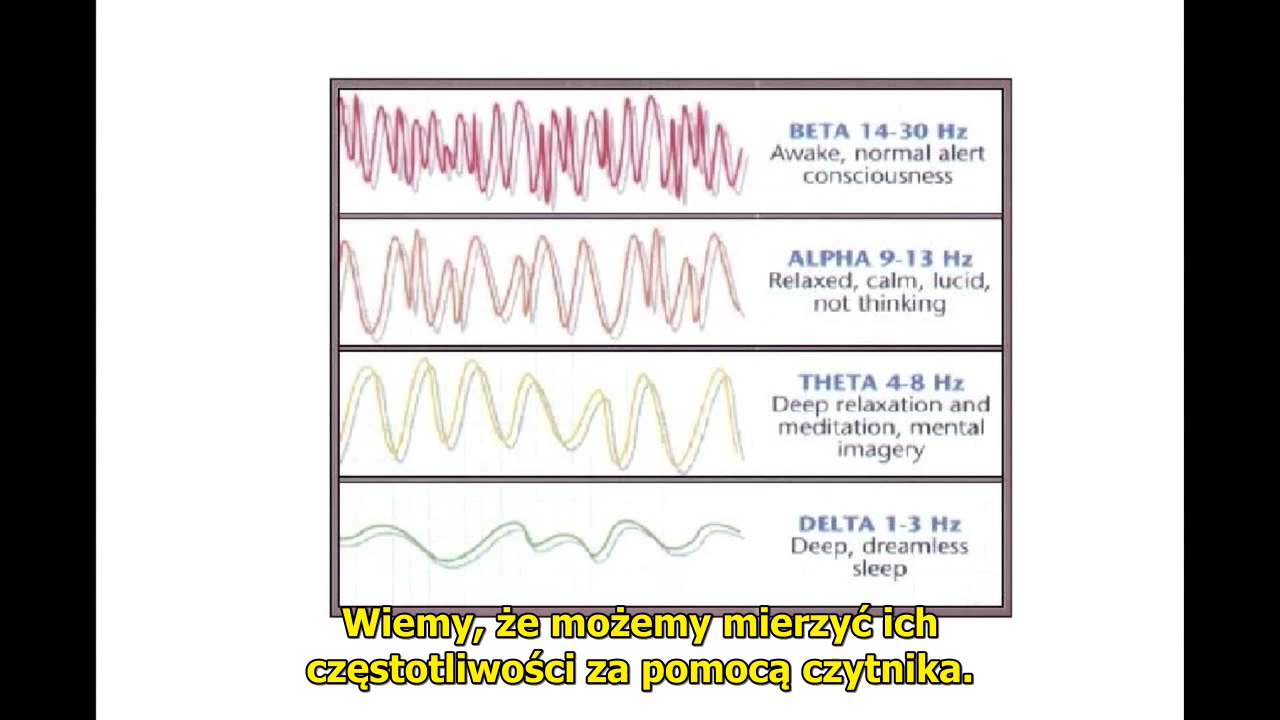 BETA 14-30 Hz
Awake, normal alert
consciousness
ALPHA 9-13 Hz
Relaxed, calm, lucid,
not thinking
THETA 4-8 Hz
Deep relaxation and
meditation, mental
imagery
DELTA 1-3 Hz
Deep, dreamless
sleep
Wiemy, że możemy mierzyć ich
częstotliwości za pomocą czytnika.